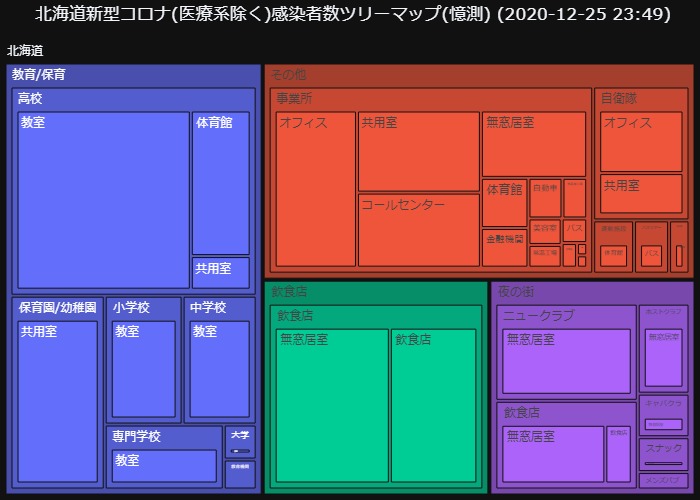 北海道新型コロナ(医療系除く)感染者数ツリーマップ(憶測) (2020-12-25 23:49)
北海道
教育/保育
高校
教室
体育館
共用室
保育園/幼稚園
共用室
小学校
教室
中学校
教室
専門学校
教室
大学
その他
事業所
オフィス
共用室
コールセンター
無窓居室
体育館
自動車
金融機関
美容室
バス
自衛隊
オフィス
共用室
体育館
バス
飲食店
飲食店
無窓居室
飲食店
夜の街
ニュークラブ
無窓居室
飲食店
無窓居室
飲食店
ホストクラブ
無窓居室
キャバクラ
スナック
メンズパブ